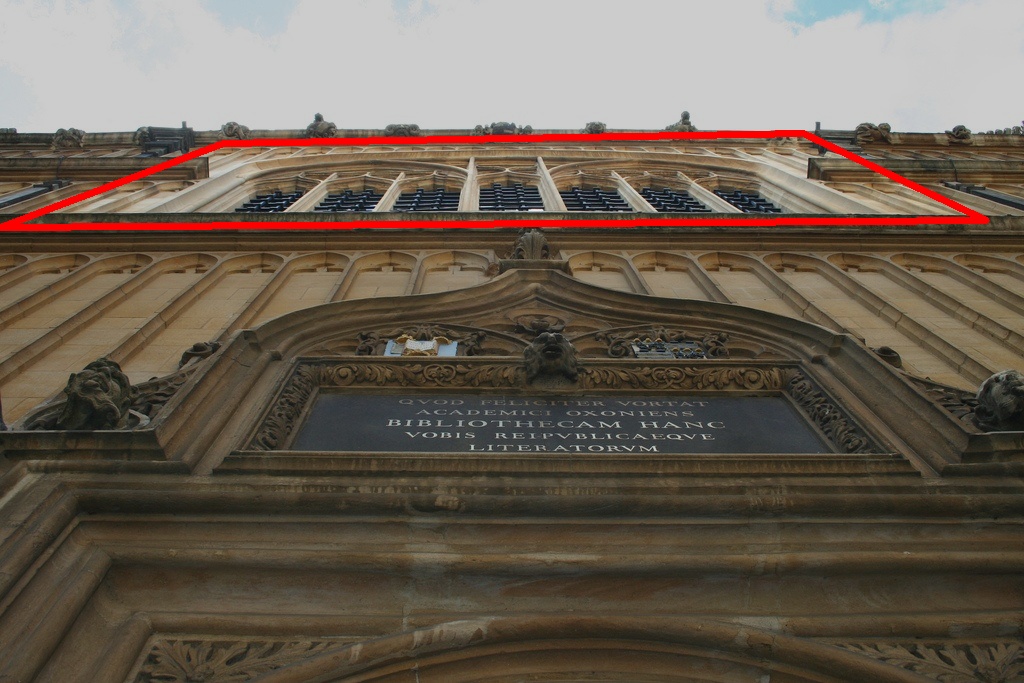 QVOD FELICITER VORTAT
ACADEMICI OXONIENS
BIBLIOTHECAM HANC
VOBIS REIPVBLICAEQVE
LITERATORVM